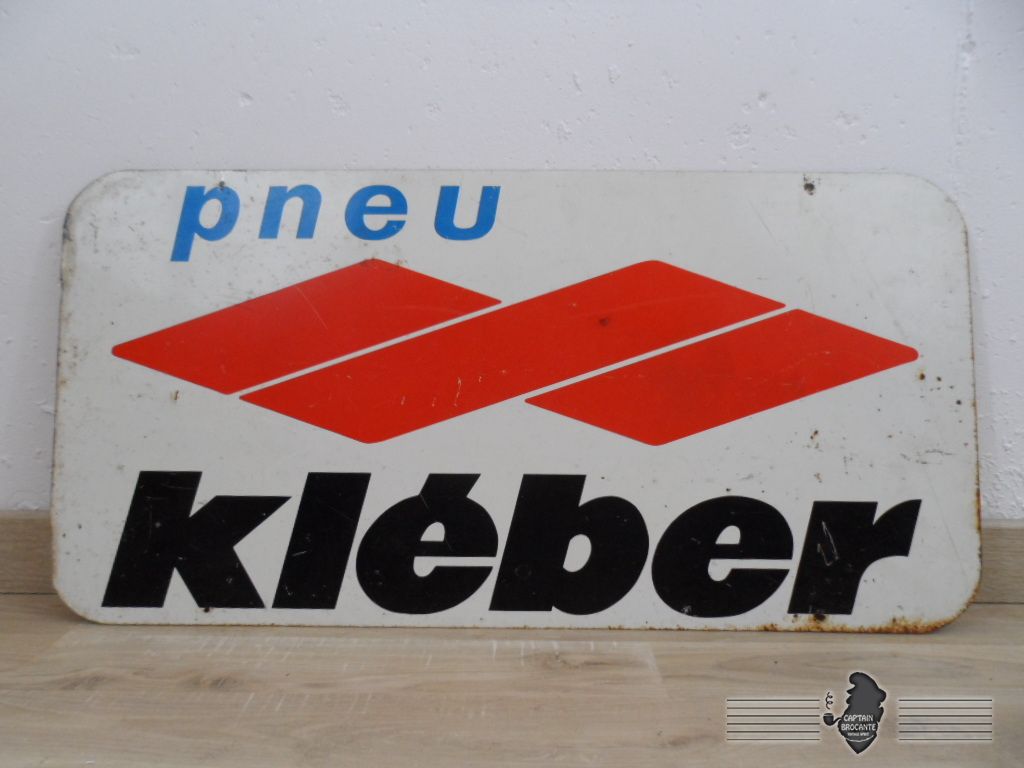 pneu
kléber
CAPTAIN
BROCANTE